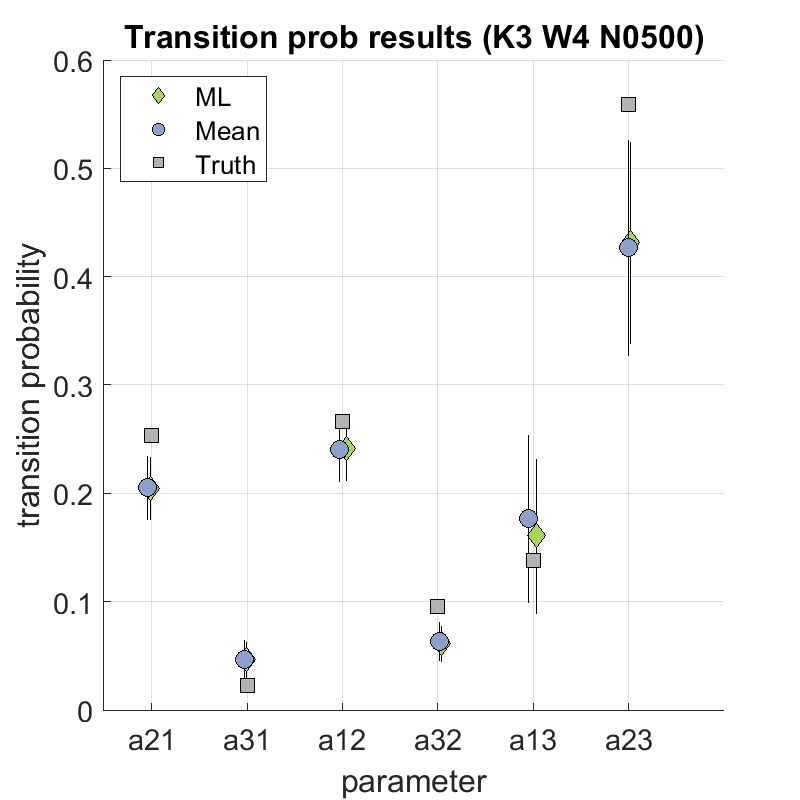 Transition prob results (K3 W4 N0500)
ML
Mean
Truth
0.6
0.5
0.4
0.3
0.2
0.1
0
transition probability
a21 a31 a12 a32 a13 a23
parameter